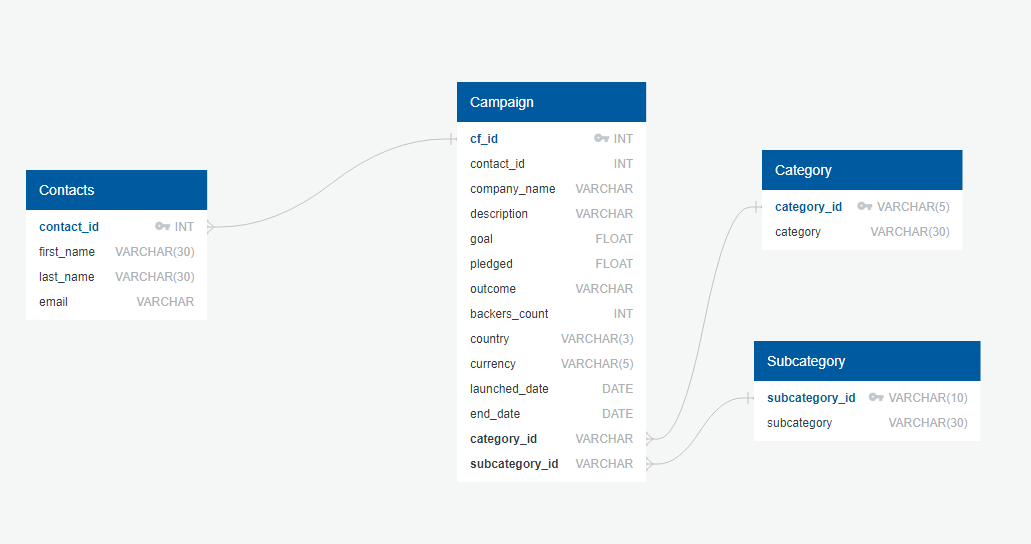 Contacts
contact_id INT
first_name VARCHAR(30)
last_name VARCHAR(30)
email VARCHAR
Campaign
cf_id INT
contact_id INT
company_name VARCHAR
description VARCHAR
goal FLOAT
pledged FLOAT
outcome VARCHAR
backers_count INT
country VARCHAR(3)
currency VARCHAR(5)
launched_date DATE
end_date DATE
category_id VARCHAR
subcategory_id VARCHAR
Category
category_id VARCHAR(5)
category VARCHAR(30)
Subcategory
subcategory_id VARCHAR(10)
subcategory VARCHAR(30)